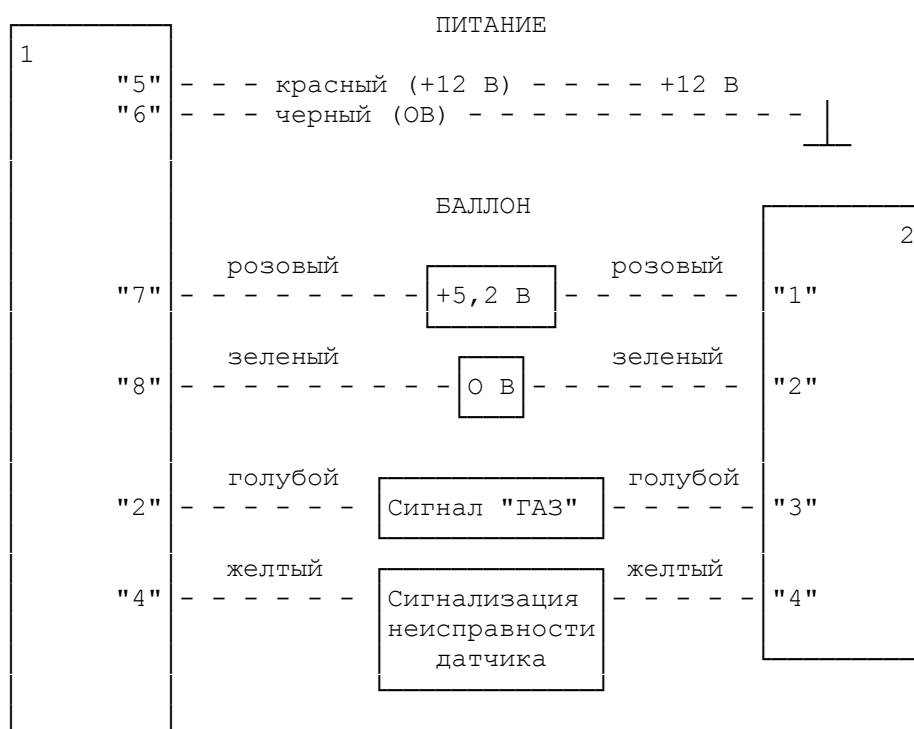 ПИТАНИЕ
1
"5" - - - красный (+12 В) - - - - +12 В
"6" - - - черный (ОВ) - - - - - - - - - - -
БАЛЛОН
2
розовый розовый
"7" - - - - - - - - +5,2 В - - - - - - "1"
зеленый зеленый
"8" - - - - - - - - - О В - - - - - - - "2"
голубой голубой
"2" - - - - - - Сигнал "ГАЗ" - - - - - "3"
желтый желтый
"4" - - - - - - Сигнализация - - - - - "4"
неисправности
датчика